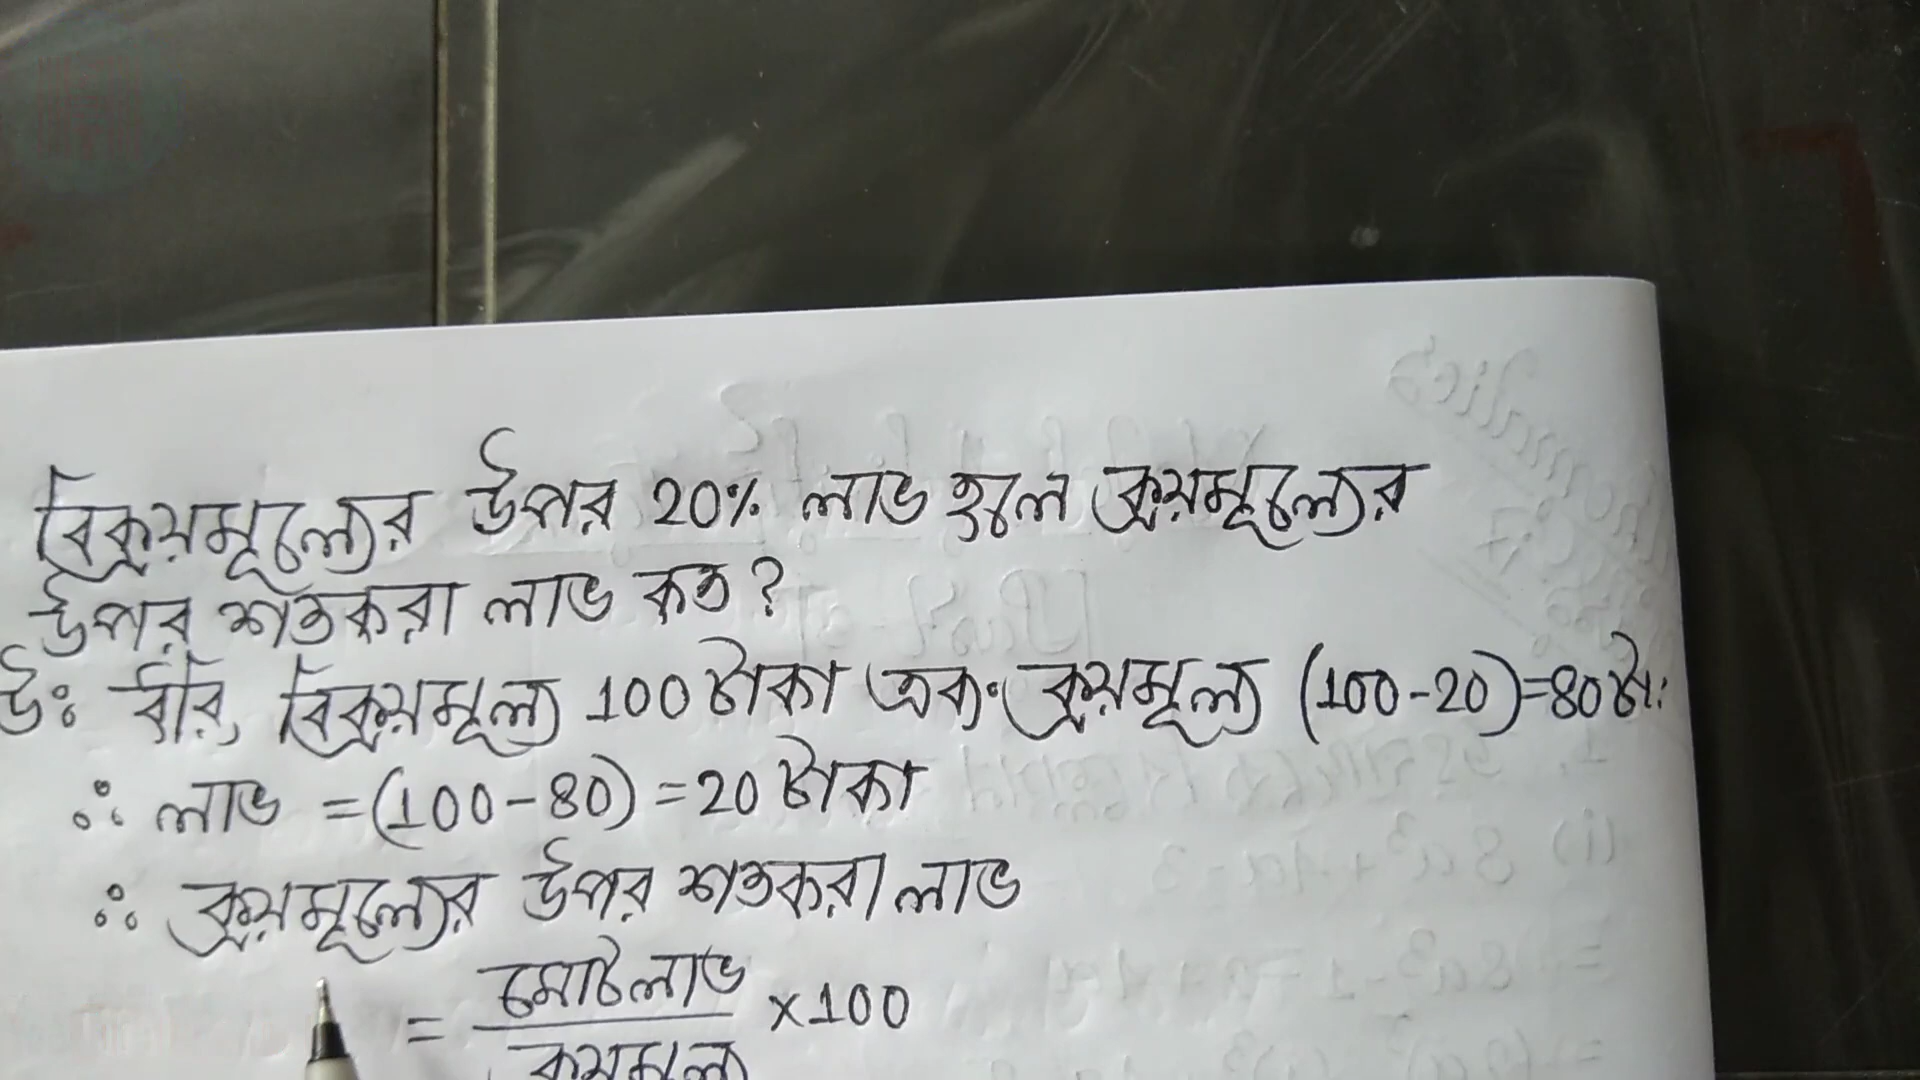 বিক্রয়মূল্যের উপর 20% লাভ হলে ক্রয়মূল্যের
উপর শতকরা লাভ কত?
উঃ ধরি, বিক্রয়মূল্য 100 টাকা এবং ক্রয়মূল্য (100-20)=80 টা:
∴ লাভ = (100-80) = 20 টাকা
∴ ক্রয়মূল্যের উপর শতকরা লাভ
= মোট লাভ × 100
ক্রয়মূল্য